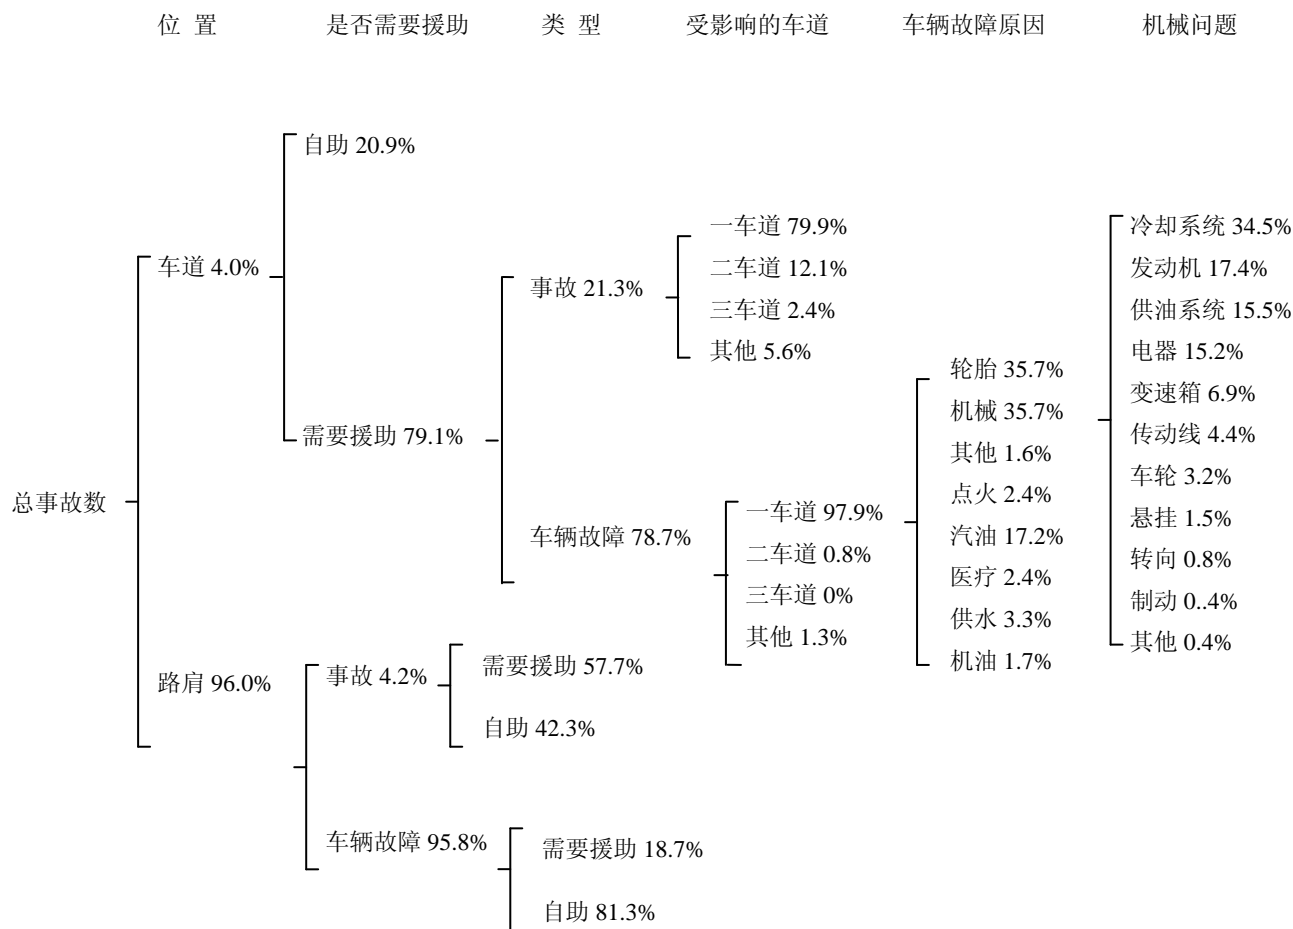 位 置 是否需要援助 类 型 受影响的车道 车辆故障原因 机械问题
自助 20.9%
车道 4.0%
需要援助 79.1%
事故 21.3%
一车道 79.9%
二车道 12.1%
三车道 2.4%
其他 5.6%
总事故数
车辆故障 78.7%
一车道 97.9%
二车道 0.8%
三车道 0%
其他 1.3%
轮胎 35.7%
机械 35.7%
其他 1.6%
点火 2.4%
汽油 17.2%
医疗 2.4%
供水 3.3%
机油 1.7%
冷却系统 34.5%
发动机 17.4%
供油系统 15.5%
电器 15.2%
变速箱 6.9%
传动线 4.4%
车轮 3.2%
悬挂 1.5%
转向 0.8%
制动 0..4%
其他 0.4%
路肩 96.0%
事故 4.2%
需要援助 57.7%
自助 42.3%
车辆故障 95.8%
需要援助 18.7%
自助 81.3%